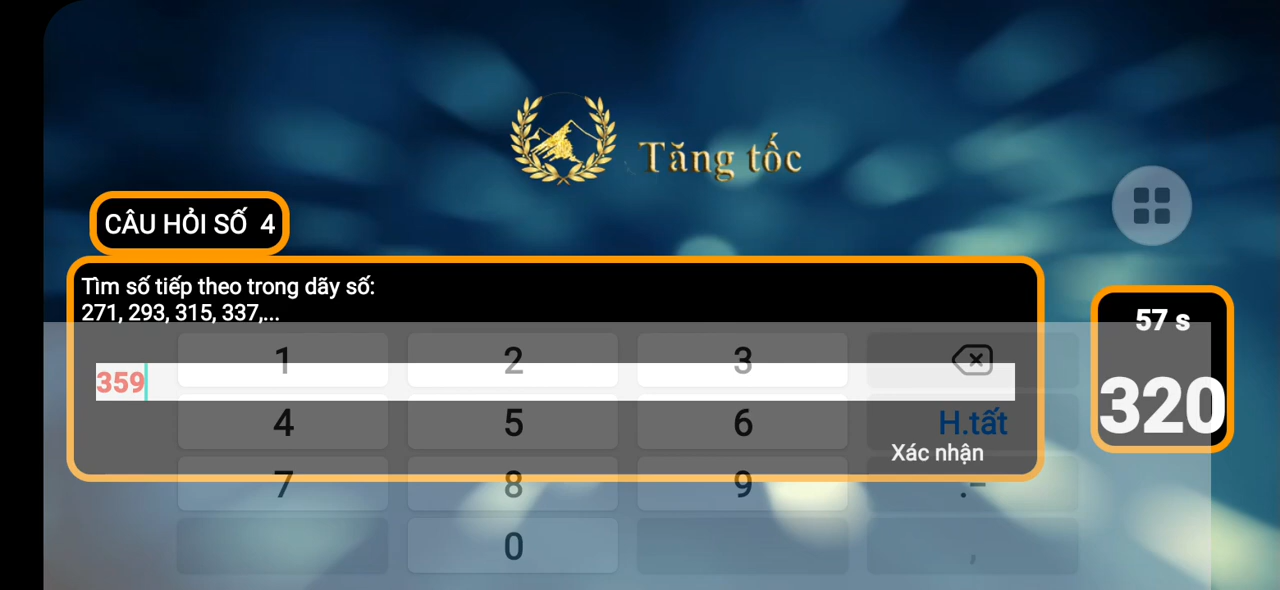 Tăng tốc
CÂU HỎI SỐ 4
Tìm số tiếp theo trong dãy số:
271, 293, 315, 337,...
57 s
320
359
1 2 3
4 5 6 H.tất
Xác nhận
7 8 9 .-
0 ,